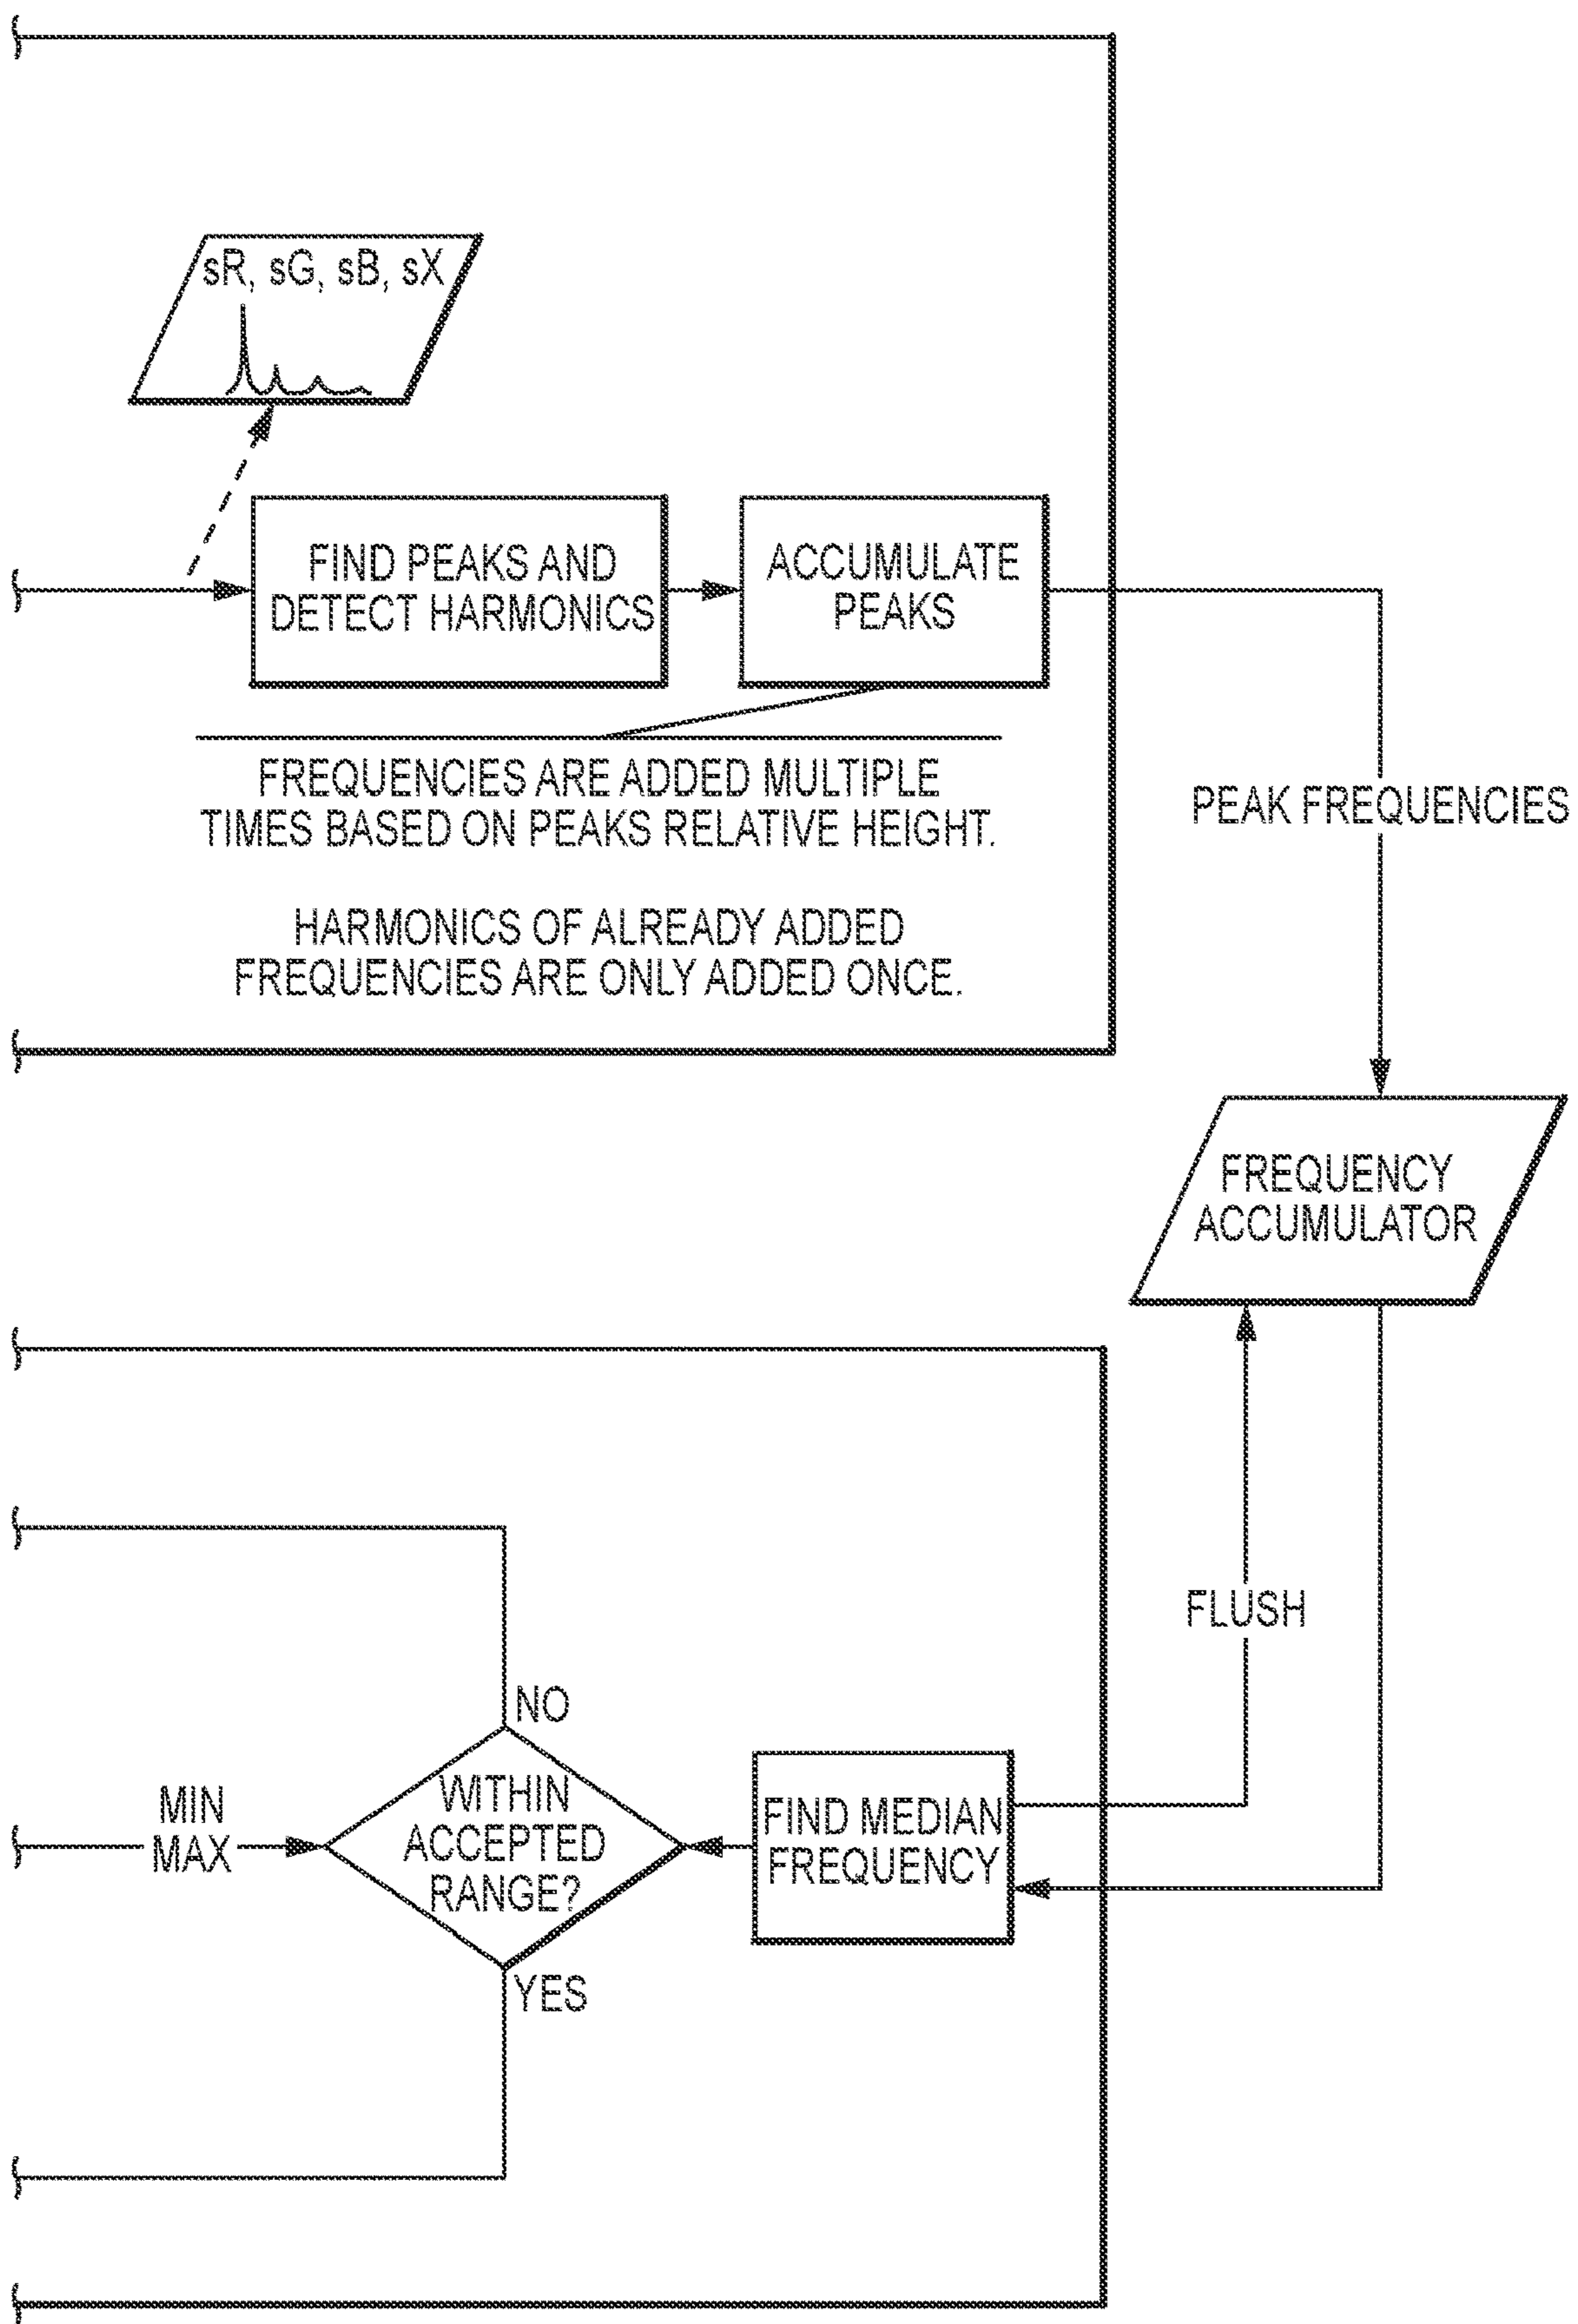 sR, sG, sB, sX
FIND PEAKS AND
DETECT HARMONICS
ACCUMULATE
PEAKS
FREQUENCIES ARE ADDED MULTIPLE
TIMES BASED ON PEAKS RELATIVE HEIGHT.
HARMONICS OF ALREADY ADDED
FREQUENCIES ARE ONLY ADDED ONCE.
PEAK FREQUENCIES
FREQUENCY
ACCUMULATOR
FLUSH
NO
MIN
MAX
WITHIN
ACCEPTED
RANGE?
FIND MEDIAN
FREQUENCY
YES